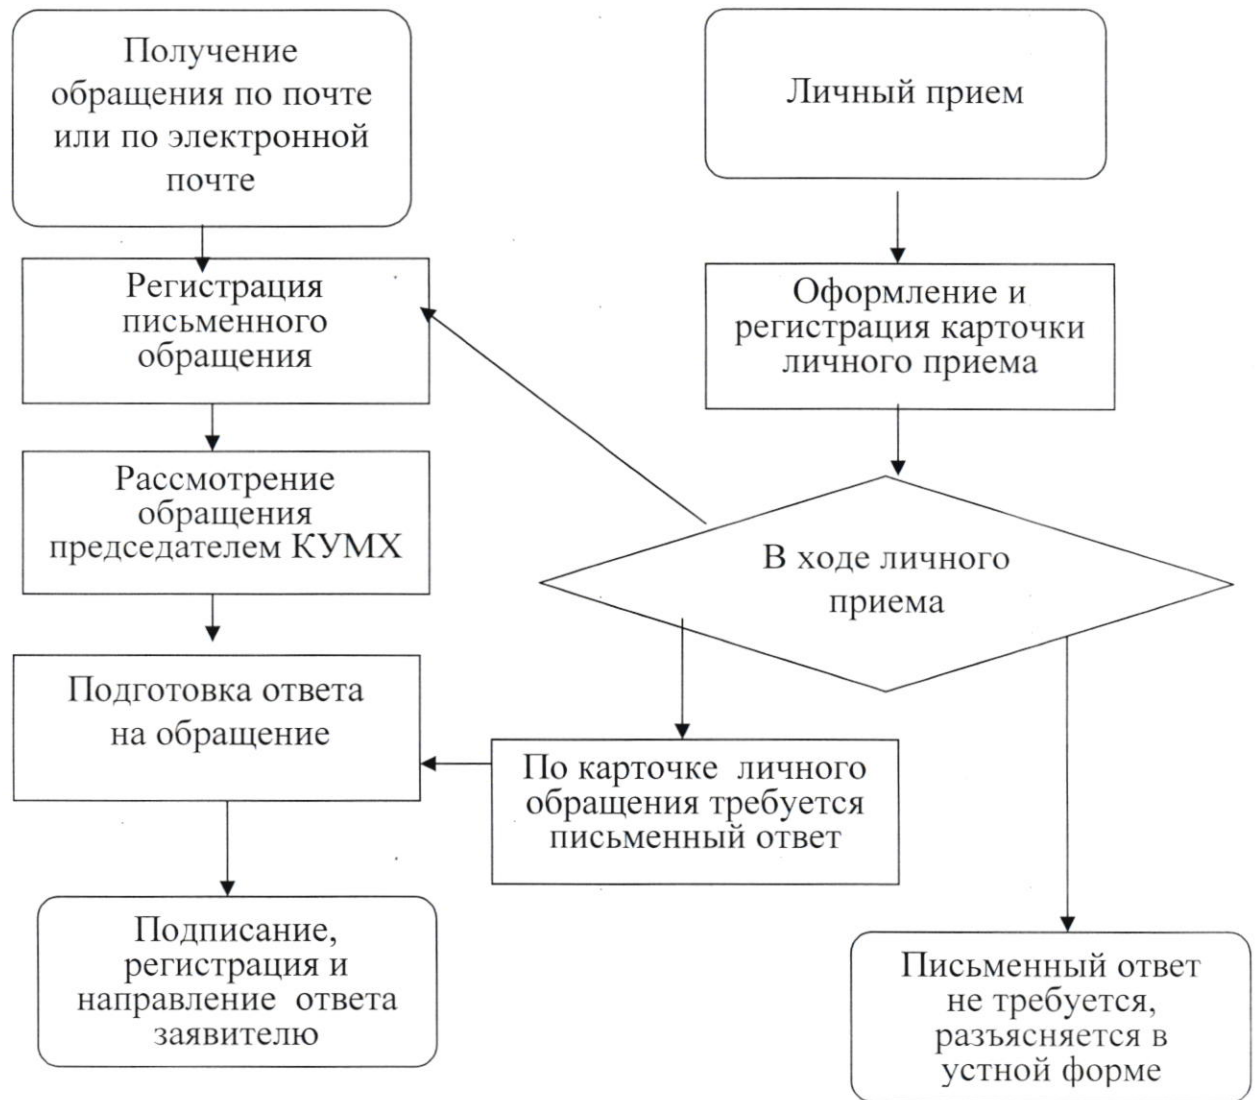 Получение
обращения по почте
или по электронной
почте
Личный прием
Регистрация
письменного
обращения
Оформление и
регистрация карточки
личного приема
Рассмотрение
обращения
председателем КУМХ
В ходе личного
приема
Подготовка ответа
на обращение
По карточке личного
обращения требуется
письменный ответ
Подписание,
регистрация и
направление ответа
заявителю
Письменный ответ
не требуется,
разъясняется в
устной форме